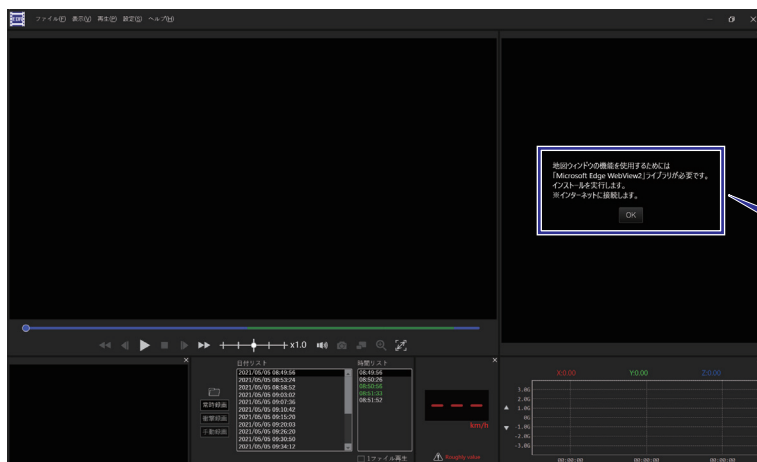 EDR ファイル(F) 表示(V) 再生(P) 設定(S) ヘルプ(H)
地図ウィンドウの機能を使用するためには
「Microsoft Edge WebView2」ライブラリが必要です。
インストールを実行します。
※インターネットに接続します。
OK
x1.0
日付リスト
2021/05/05 08:49:56
2021/05/05 08:53:24
2021/05/05 08:58:52
2021/05/05 09:03:02
2021/05/05 09:07:36
2021/05/05 09:10:42
2021/05/05 09:15:20
2021/05/05 09:20:03
2021/05/05 09:26:20
2021/05/05 09:30:50
2021/05/05 09:34:12
常時録画
衝撃録画
手動録画
時間リスト
08:49:56
08:50:26
08:50:56
08:51:33
08:51:52
1ファイル再生
km/h
Roughly value
X:0.00 Y:0.00 Z:0.00
3.0G
2.0G
1.0G
0G
-1.0G
-2.0G
-3.0G
00:00:00 00:00:00 00:00:00